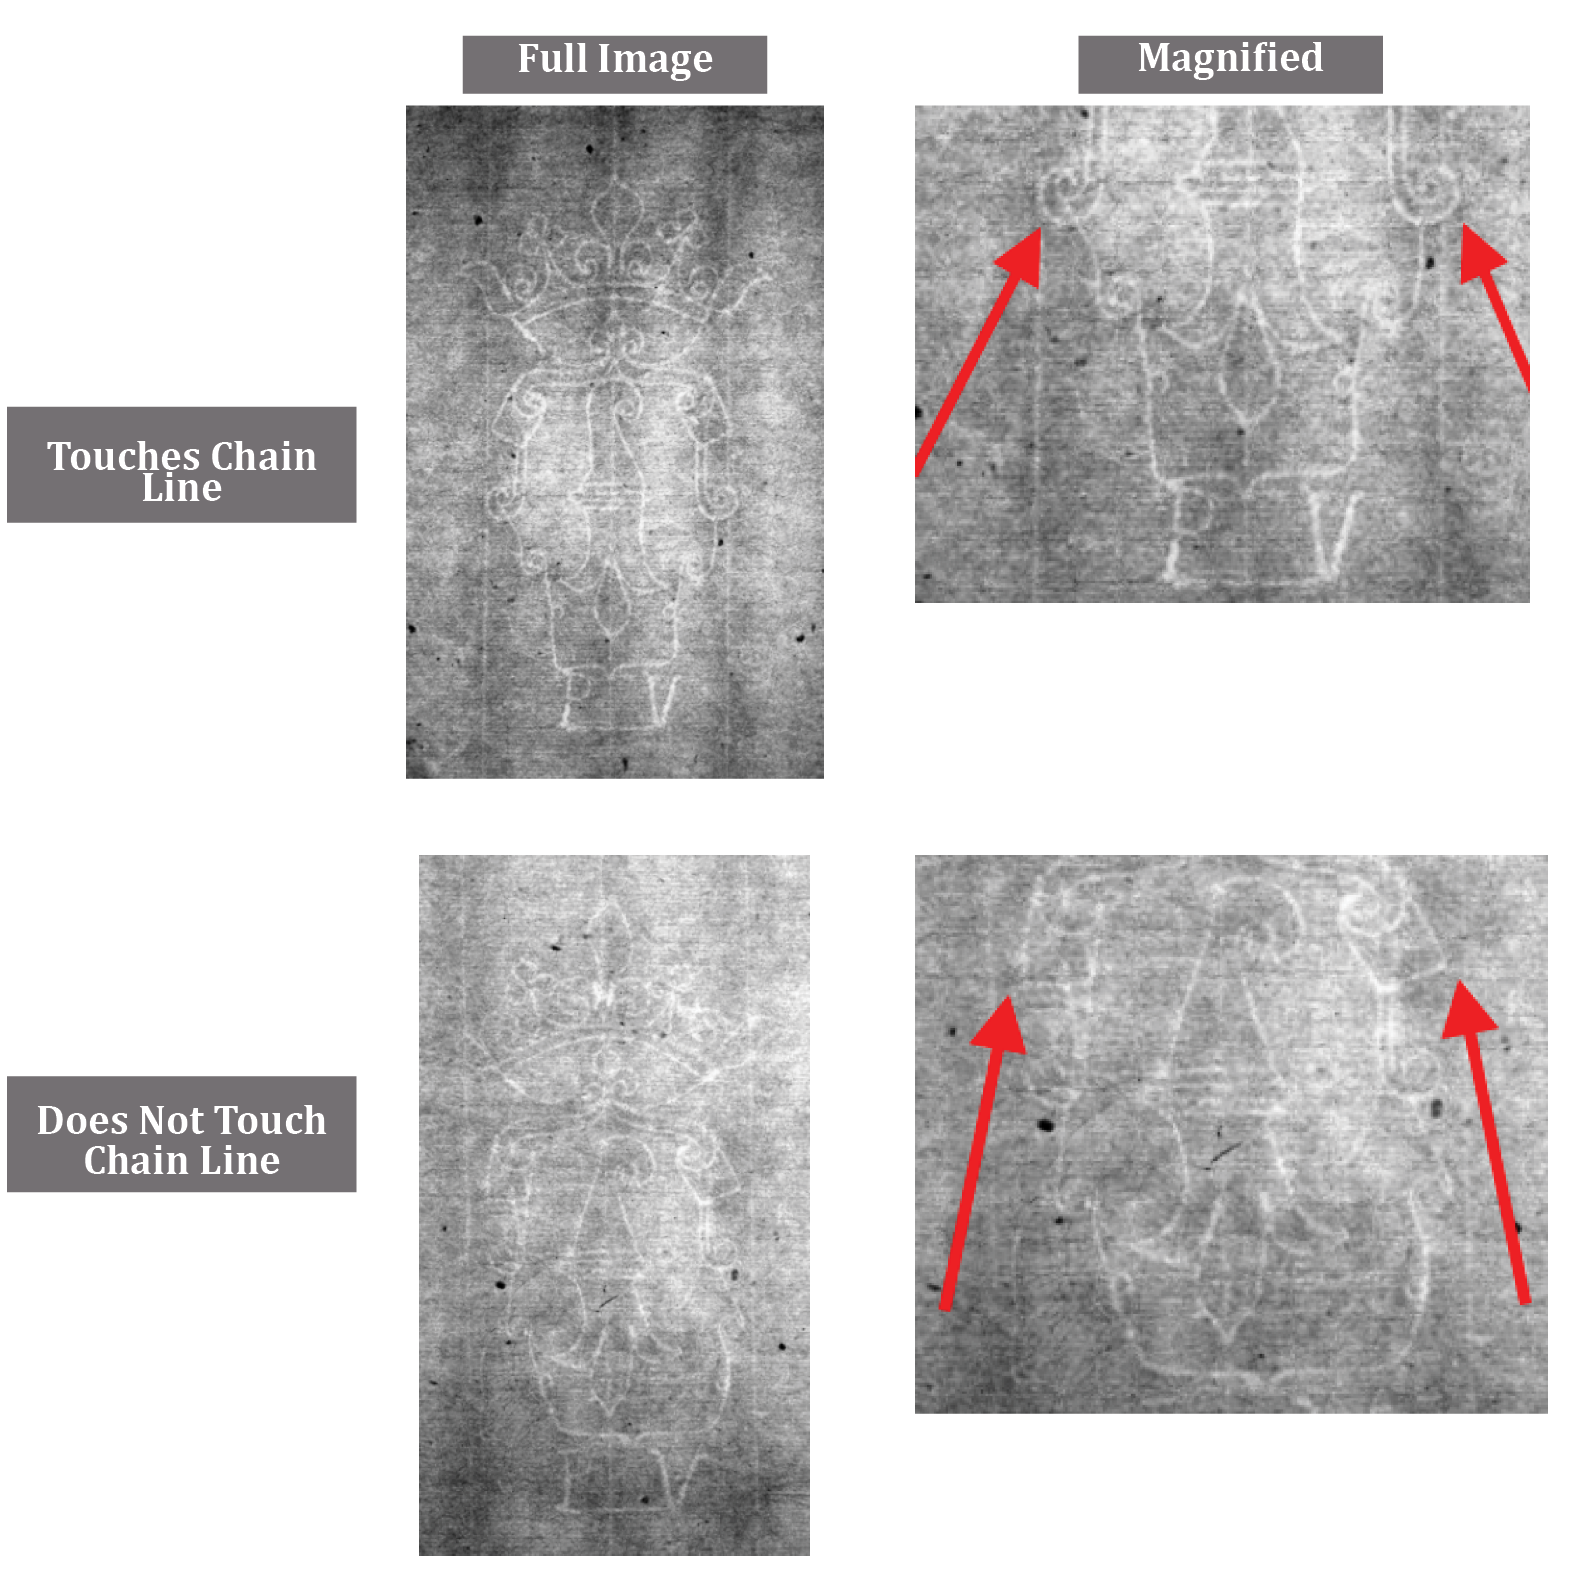 Full Image
Magnified
Touches Chain
Line
P V
Does Not Touch
Chain Line